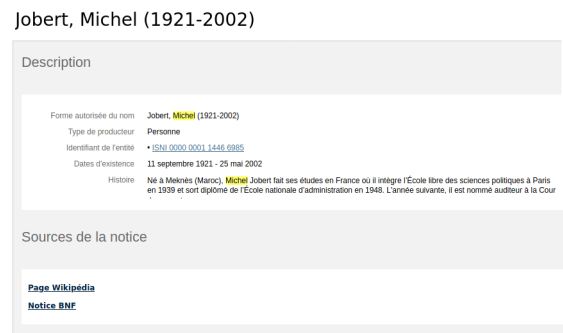 Jobert, Michel (1921-2002)
Description
Forme autorisée du nom Jobert, Michel (1921-2002)
Type de producteur Personne
Identifiant de l'entité • ISNI 0000 0001 1446 6985
Dates d'existence 11 septembre 1921 - 25 mai 2002
Histoire Né à Meknès (Maroc), Michel Jobert fait ses études en France où il intègre l'École libre des sciences politiques à Paris
en 1939 et sort diplômé de l'École nationale d'administration en 1948. L'année suivante, il est nommé auditeur à la Cour
Sources de la notice
Page Wikipédia
Notice BNF